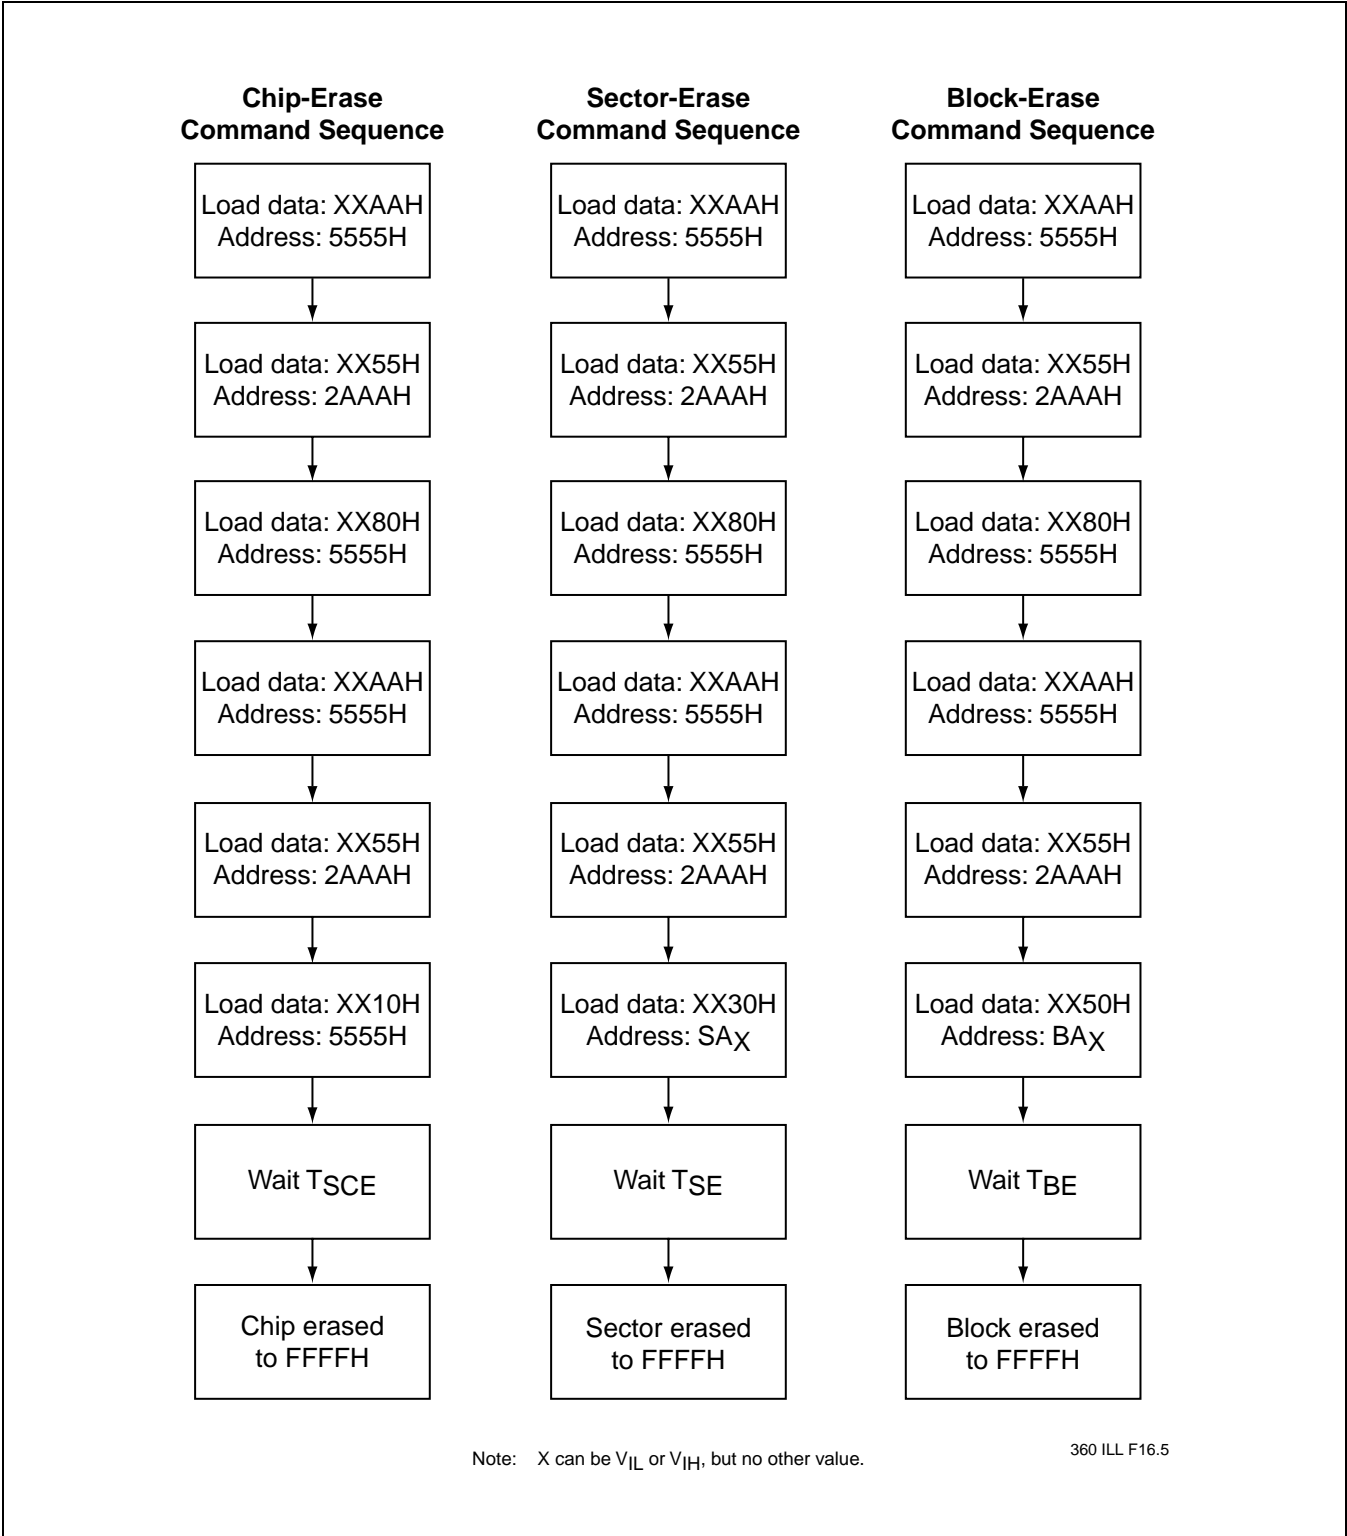 Chip-Erase
Command Sequence
Load data: XXAAH
Address: 5555H
Load data: XX55H
Address: 2AAAH
Load data: XX80H
Address: 5555H
Load data: XXAAH
Address: 5555H
Load data: XX55H
Address: 2AAAH
Load data: XX10H
Address: 5555H
Wait TSCE
Chip erased
to FFFFH
Sector-Erase
Command Sequence
Load data: XXAAH
Address: 5555H
Load data: XX55H
Address: 2AAAH
Load data: XX80H
Address: 5555H
Load data: XXAAH
Address: 5555H
Load data: XX55H
Address: 2AAAH
Load data: XX30H
Address: SAX
Wait TSE
Sector erased
to FFFFH
Block-Erase
Command Sequence
Load data: XXAAH
Address: 5555H
Load data: XX55H
Address: 2AAAH
Load data: XX80H
Address: 5555H
Load data: XXAAH
Address: 5555H
Load data: XX55H
Address: 2AAAH
Load data: XX50H
Address: BAX
Wait TBE
Block erased
to FFFFH
Note: X can be VIL or VIH, but no other value.
360 ILL F16.5